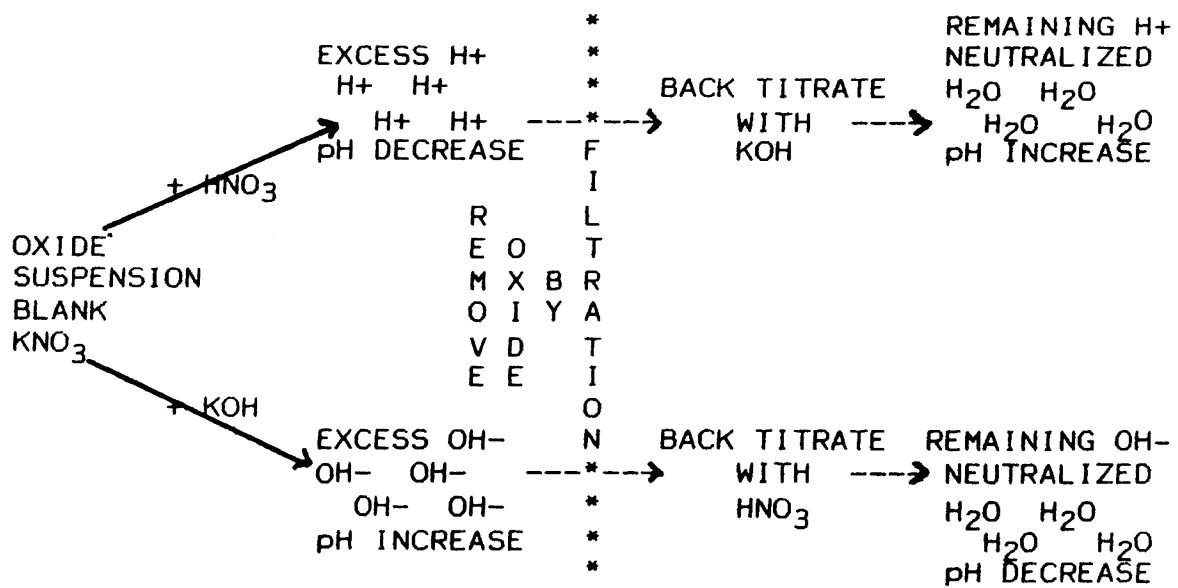 OXIDE
SUSPENSION
BLANK
KNO3
+ HNO3
EXCESS H+
H+ H+
H+ H+
pH DECREASE
BACK TITRATE
WITH
KOH
REMAINING H+
NEUTRALIZED
H2O H2O
H2O H2O
pH INCREASE
REMOVE
OXIDE
BY
FILTRATION
+ KOH
EXCESS OH-
OH- OH-
OH- OH-
pH INCREASE
BACK TITRATE
WITH
HNO3
REMAINING OH-
NEUTRALIZED
H2O H2O
H2O H2O
pH DECREASE